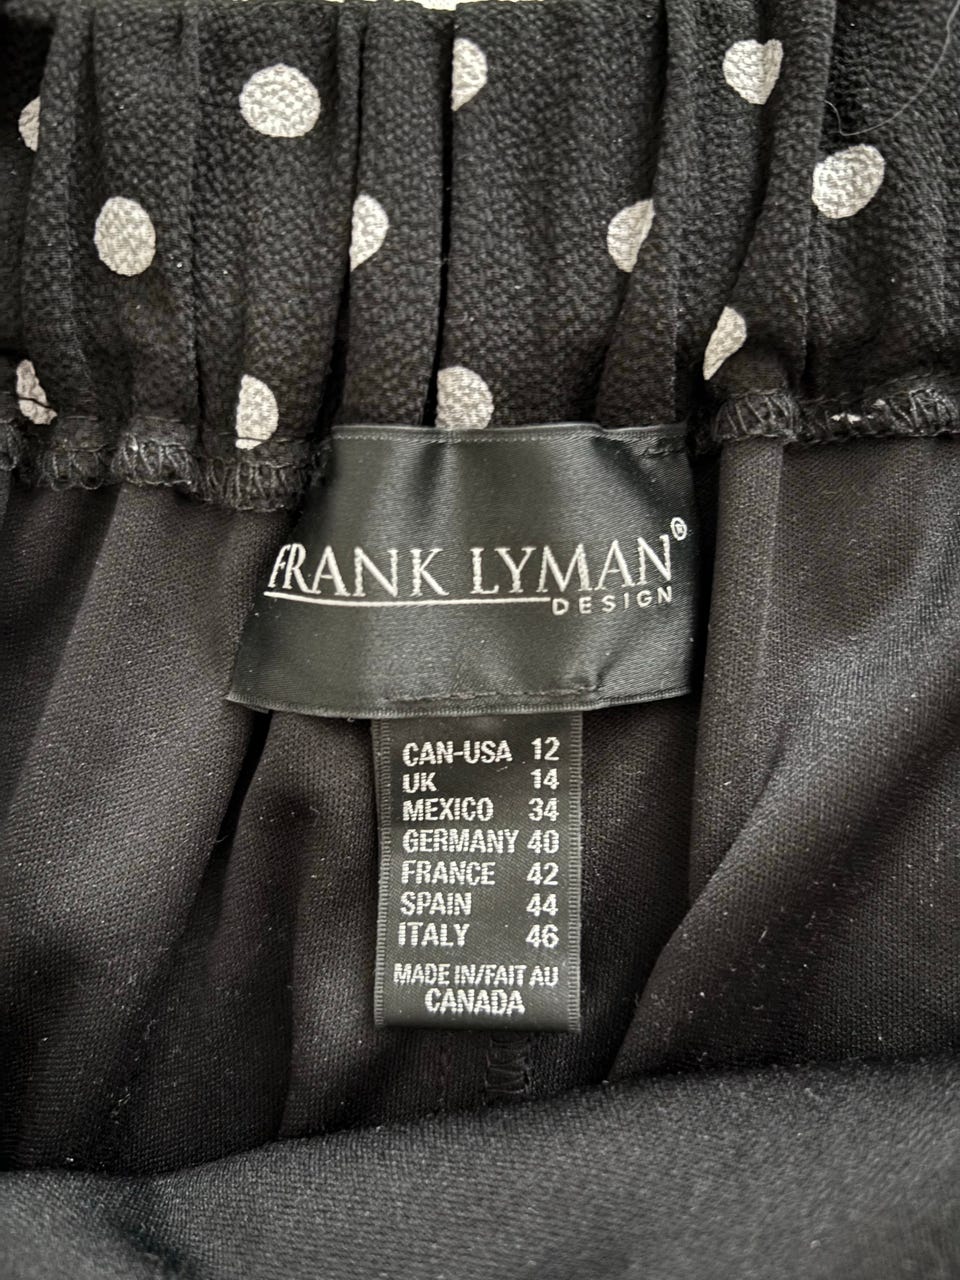 FRANK LYMAN®
DESIGN
CAN-USA 12
UK 14
MEXICO 34
GERMANY 40
FRANCE 42
SPAIN 44
ITALY 46
MADE IN/FAIT AU
CANADA